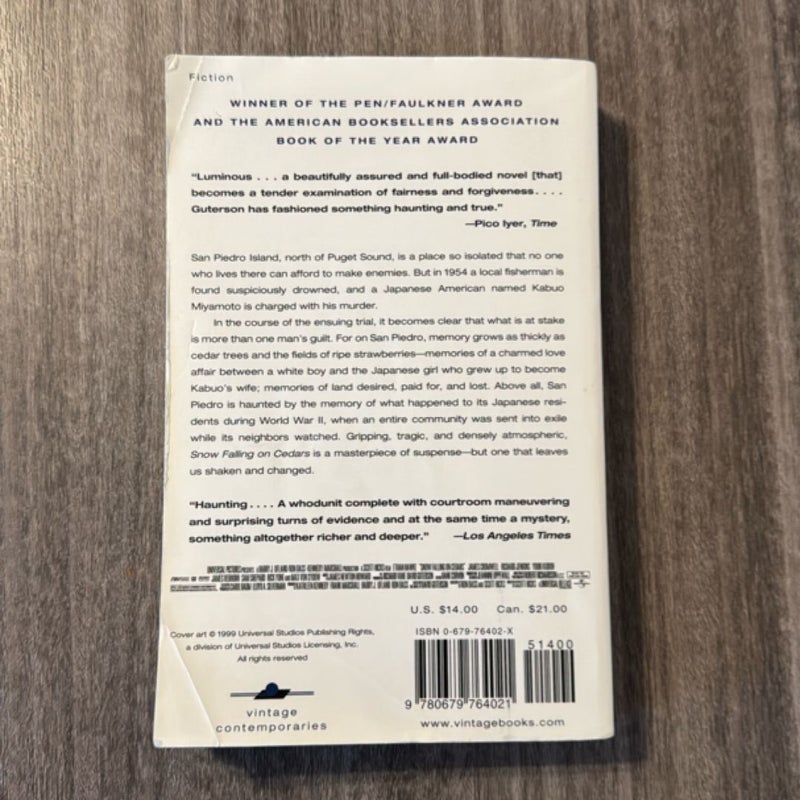 Fiction
WINNER OF THE PEN/FAULKNER AWARD
AND THE AMERICAN BOOKSELLERS ASSOCIATION
BOOK OF THE YEAR AWARD
"Luminous . . . a beautifully assured and full-bodied novel [that]
becomes a tender examination of fairness and forgiveness. . . .
Guterson has fashioned something haunting and true."
—Pico Iyer, Time
San Piedro Island, north of Puget Sound, is a place so isolated that no one
who lives there can afford to make enemies. But in 1954 a local fisherman is
found suspiciously drowned, and a Japanese American named Kabuo
Miyamoto is charged with his murder.
In the course of the ensuing trial, it becomes clear that what is at stake
is more than one man's guilt. For on San Piedro, memory grows as thickly as
cedar trees and the fields of ripe strawberries—memories of a charmed love
affair between a white boy and the Japanese girl who grew up to become
Kabuo's wife; memories of land desired, paid for, and lost. Above all, San
Piedro is haunted by the memory of what happened to its Japanese resi-
dents during World War II, when an entire community was sent into exile
while its neighbors watched. Gripping, tragic, and densely atmospheric,
Snow Falling on Cedars is a masterpiece of suspense—but one that leaves
us shaken and changed.
"Haunting . . . . A whodunit complete with courtroom maneuvering
and surprising turns of evidence and at the same time a mystery,
something altogether richer and deeper." —Los Angeles Times
UNIVERSAL PICTURES
U.S. $14.00 Can. $21.00
Cover art © 1999 Universal Studios Publishing Rights,
a division of Universal Studios Licensing, Inc.
All rights reserved
ISBN 0-679-76402-X
51400
9 780679 764021
vintage
contemporaries
www.vintagebooks.com